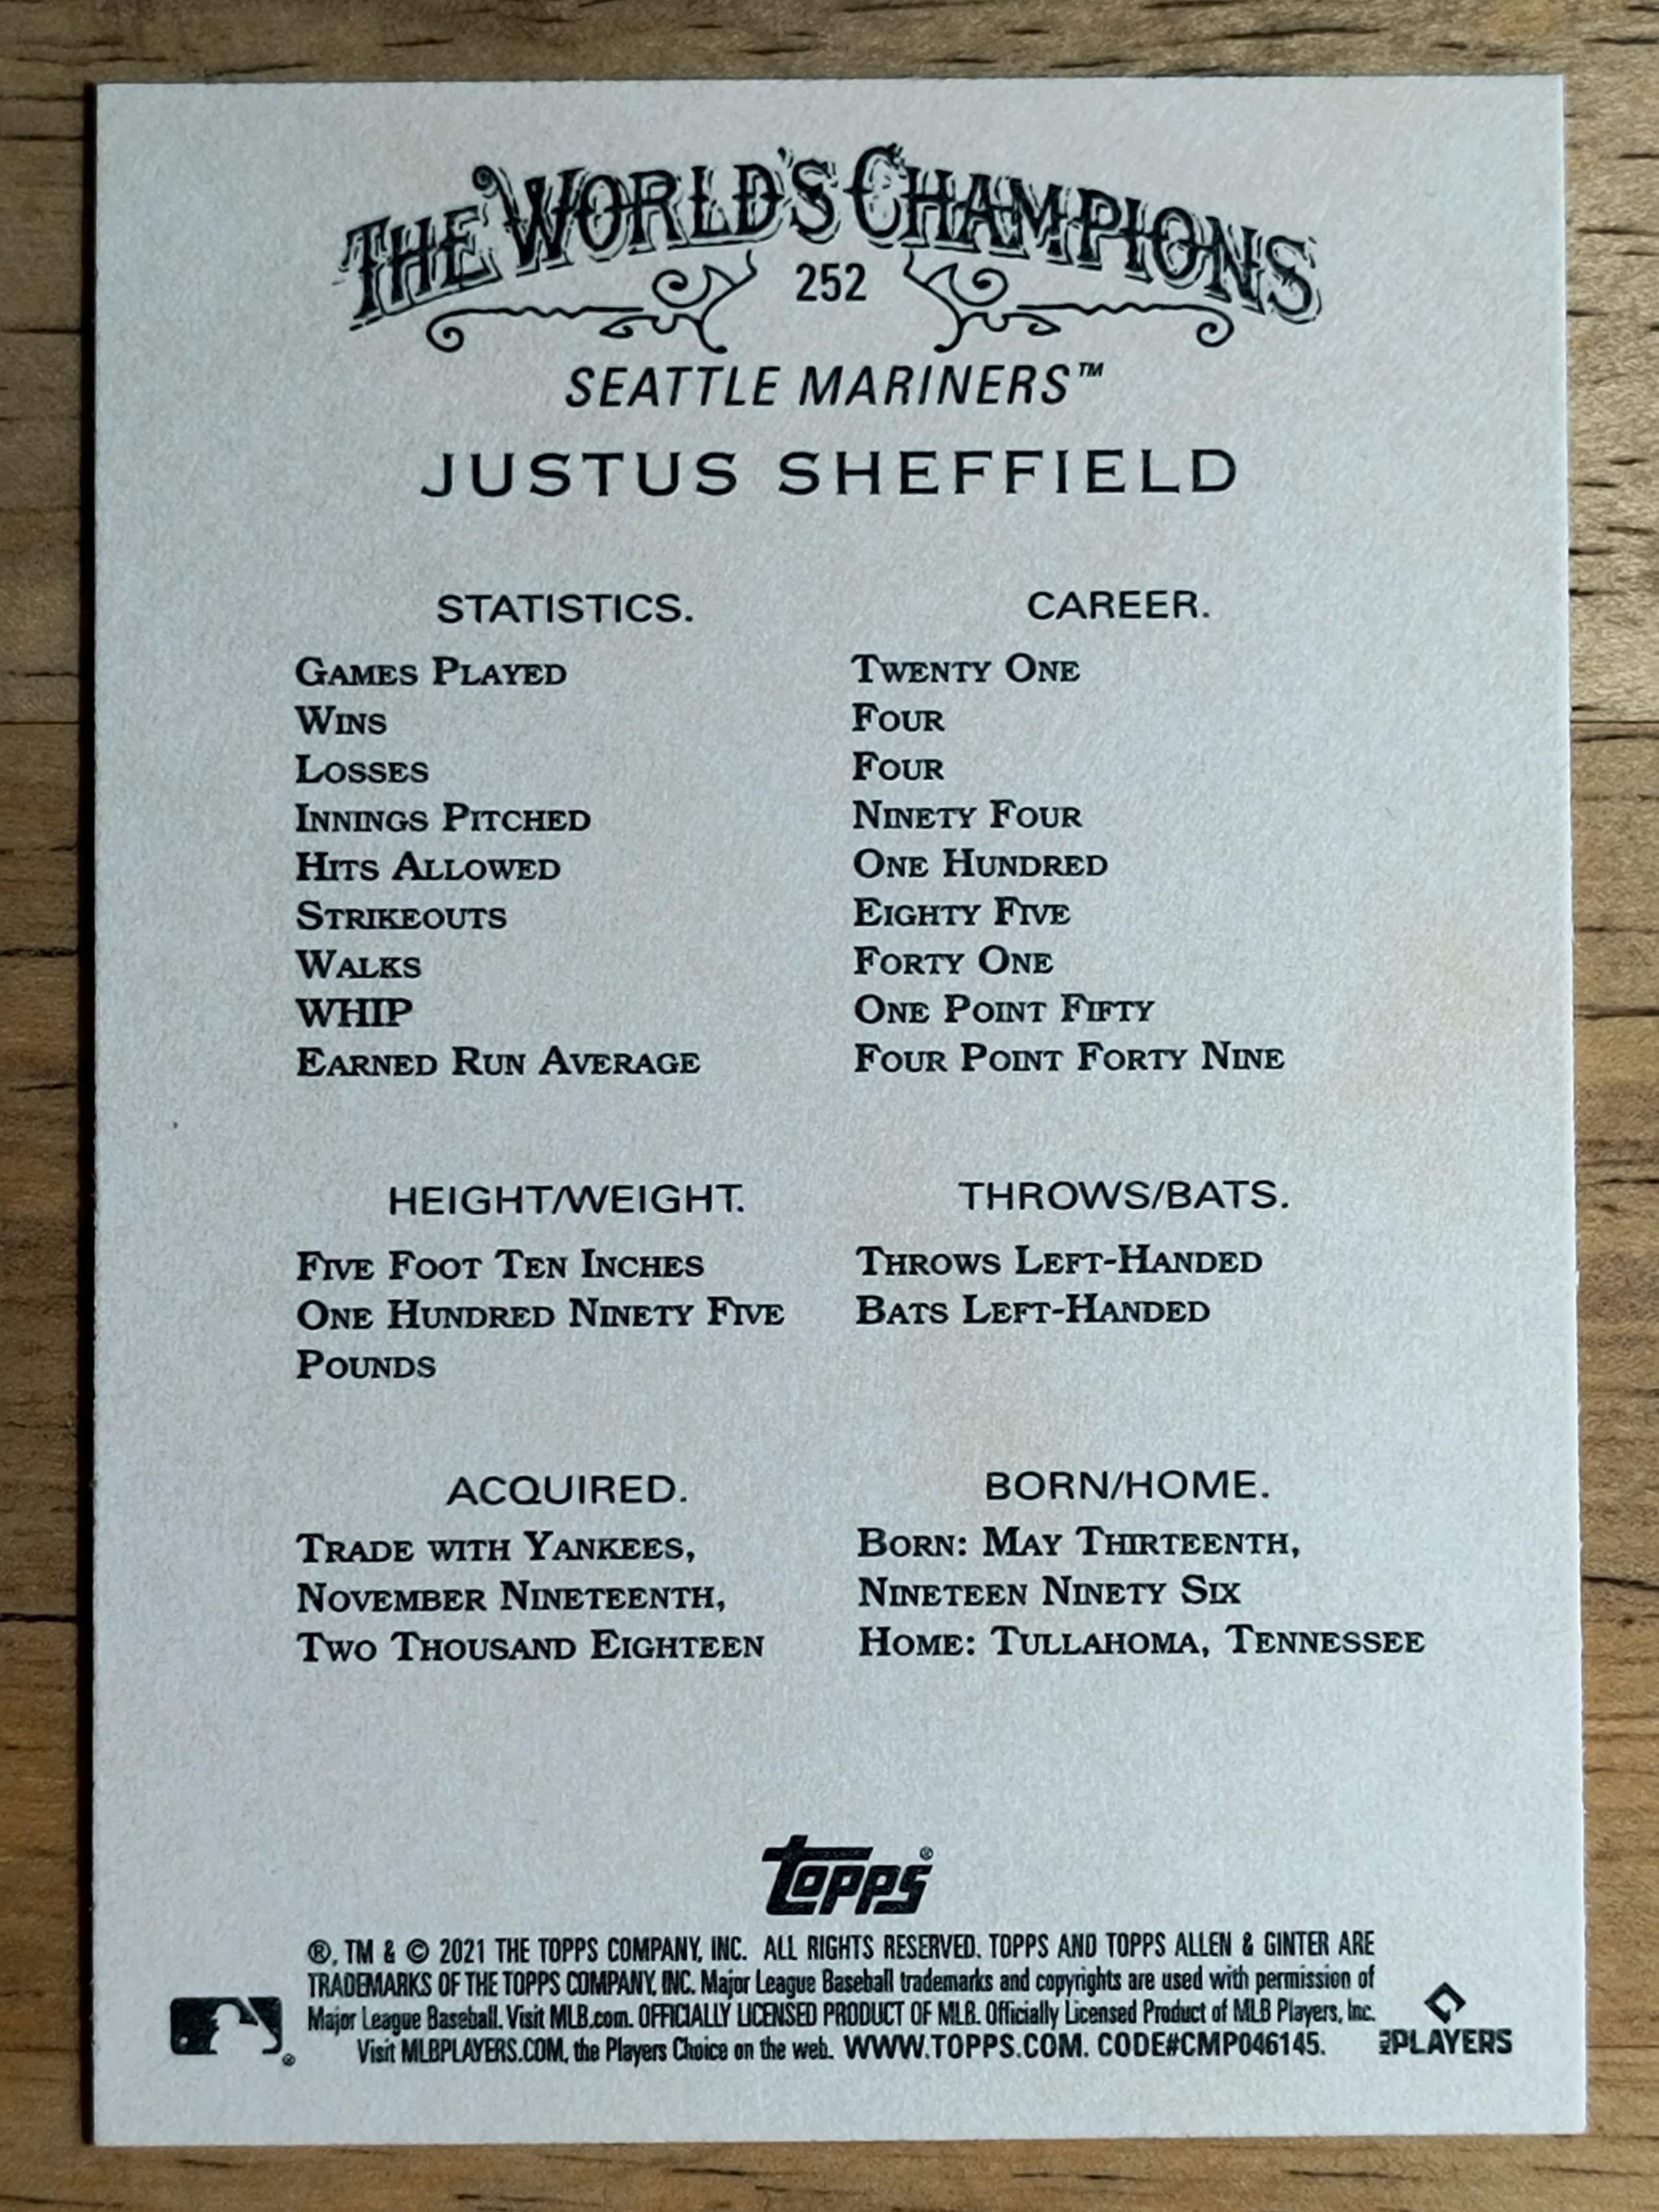 THE WORLD'S CHAMPIONS
252
SEATTLE MARINERS™
JUSTUS SHEFFIELD
STATISTICS. CAREER.
GAMES PLAYED TWENTY ONE
WINS FOUR
LOSSES FOUR
INNINGS PITCHED NINETY FOUR
HITS ALLOWED ONE HUNDRED
STRIKEOUTS EIGHTY FIVE
WALKS FORTY ONE
WHIP ONE POINT FIFTY
EARNED RUN AVERAGE FOUR POINT FORTY NINE
HEIGHT/WEIGHT.
FIVE FOOT TEN INCHES
ONE HUNDRED NINETY FIVE
POUNDS
THROWS/BATS.
THROWS LEFT-HANDED
BATS LEFT-HANDED
ACQUIRED.
TRADE WITH YANKEES,
NOVEMBER NINETEENTH,
TWO THOUSAND EIGHTEEN
BORN/HOME.
BORN: MAY THIRTEENTH,
NINETEEN NINETY SIX
HOME: TULLAHOMA, TENNESSEE
topps®
®, TM & © 2021 THE TOPPS COMPANY, INC. ALL RIGHTS RESERVED. TOPPS AND TOPPS ALLEN & GINTER ARE
TRADEMARKS OF THE TOPPS COMPANY, INC. Major League Baseball trademarks and copyrights are used with permission of
Major League Baseball. Visit MLB.com. OFFICIALLY LICENSED PRODUCT OF MLB. Officially Licensed Product of MLB Players, Inc.
Visit MLBPLAYERS.COM, the Players Choice on the web. WWW.TOPPS.COM. CODE#CMP046145.
®
MLB PLAYERS